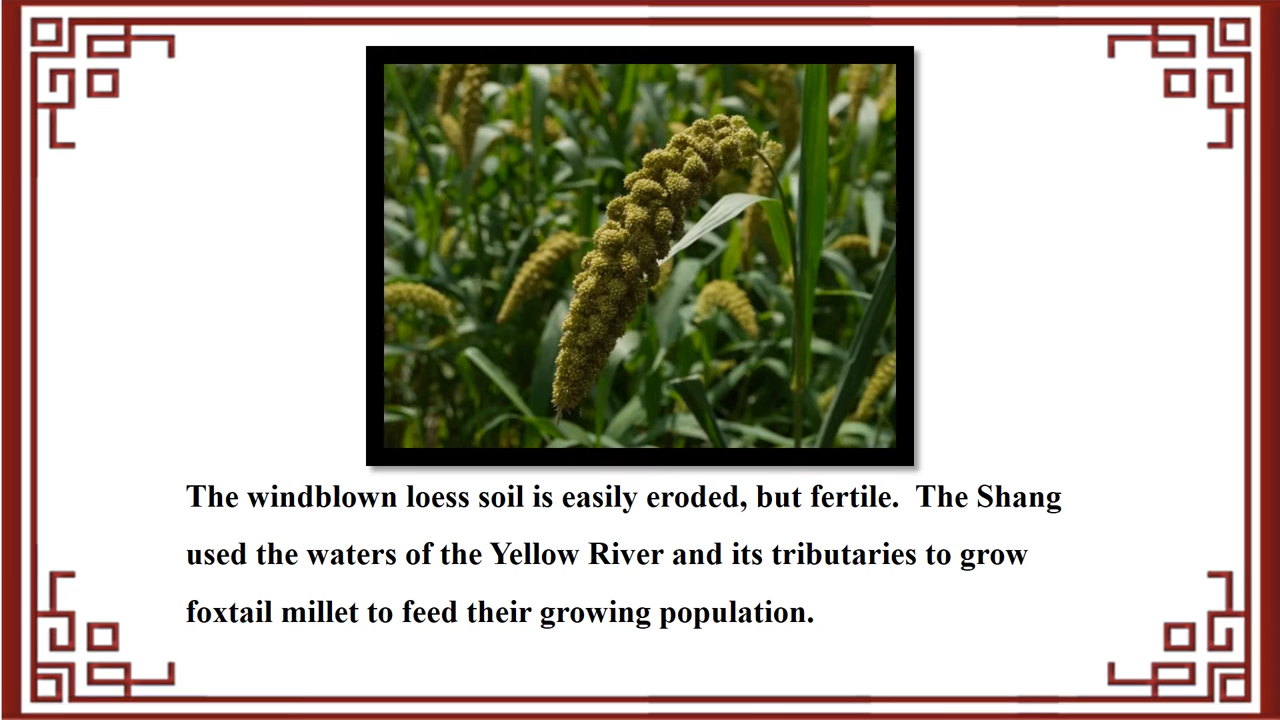 The windblown loess soil is easily eroded, but fertile.  The Shang
used the waters of the Yellow River and its tributaries to grow
foxtail millet to feed their growing population.